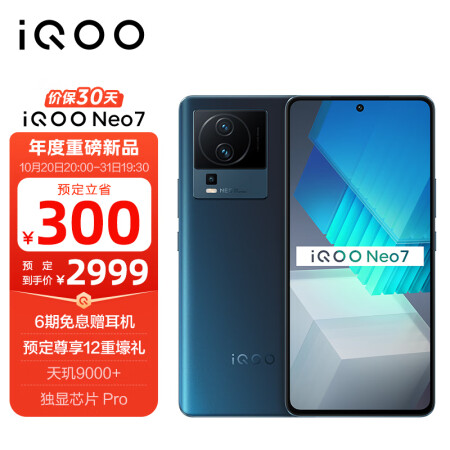 iQOO
价保30天
iQOO Neo7
年度重磅新品
10月20日20:00-31日19:30
预定立省
¥300
预定
到手价¥2999
6期免息赠耳机
预定尊享12重壕礼
天玑9000+
独显芯片 Pro
iQOO
iQOO Neo7